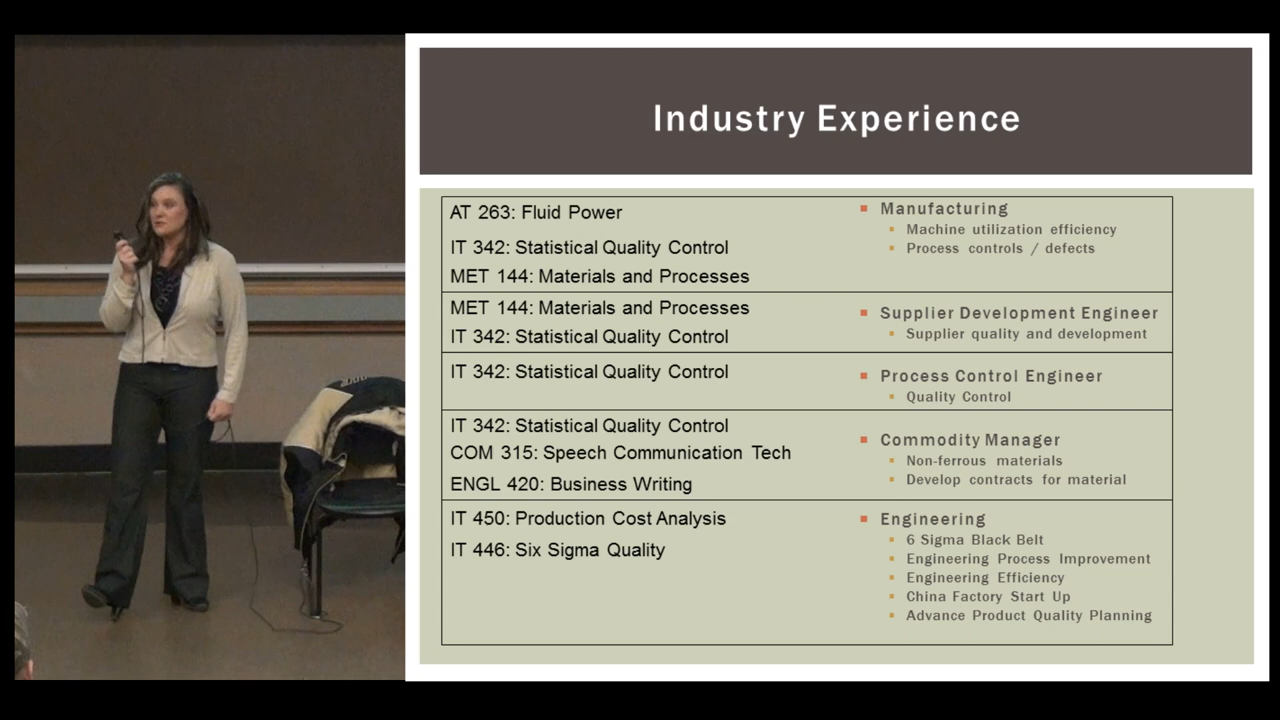 Industry Experience
AT 263: Fluid Power
IT 342: Statistical Quality Control
MET 144: Materials and Processes
Manufacturing
Machine utilization efficiency
Process controls / defects
MET 144: Materials and Processes
IT 342: Statistical Quality Control
Supplier Development Engineer
Supplier quality and development
IT 342: Statistical Quality Control
Process Control Engineer
Quality Control
IT 342: Statistical Quality Control
COM 315: Speech Communication Tech
ENGL 420: Business Writing
Commodity Manager
Non-ferrous materials
Develop contracts for material
IT 450: Production Cost Analysis
IT 446: Six Sigma Quality
Engineering
6 Sigma Black Belt
Engineering Process Improvement
Engineering Efficiency
China Factory Start Up
Advance Product Quality Planning